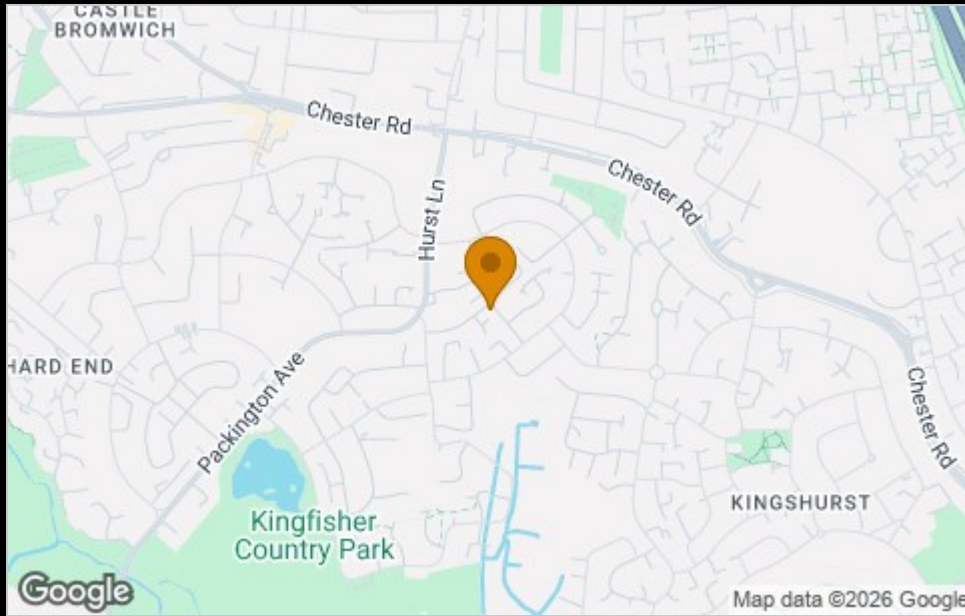 CASTLE
BROMWICH
Chester Rd
Chester Rd
Hurst Ln
HARD END
Packington Ave
Chester Rd
KINGSHURST
Kingfisher
Country Park
Google
Map data ©2026 Google